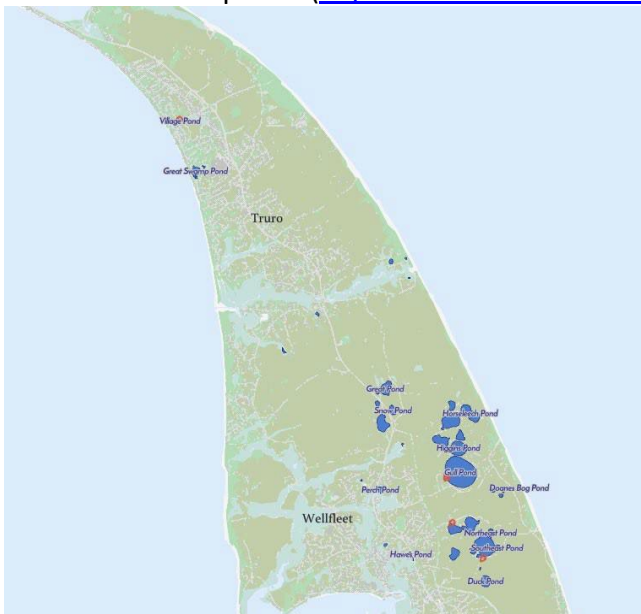 Village Pond
Great Swamp Pond
Truro
Great Pond
Snow Pond
Horseleech Pond
Higgins Pond
Gull Pond
Perch Pond
Doanes Bog Pond
Wellfleet
Northeast Pond
Southeast Pond
Hawes Pond
Duck Pond